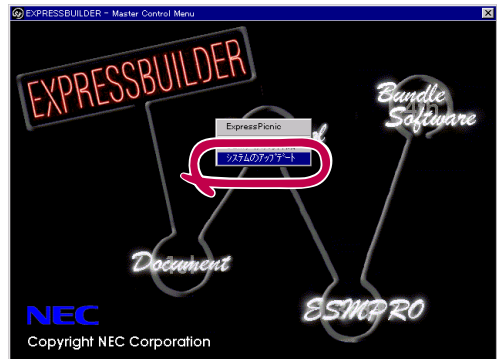 EXPRESSBUILDER - Master Control Menu
EXPRESSBUILDER
Bundle
Software
ExpressPicnic
システムのアップデート
Document
ESMPRO
NEC
Copyright NEC Corporation